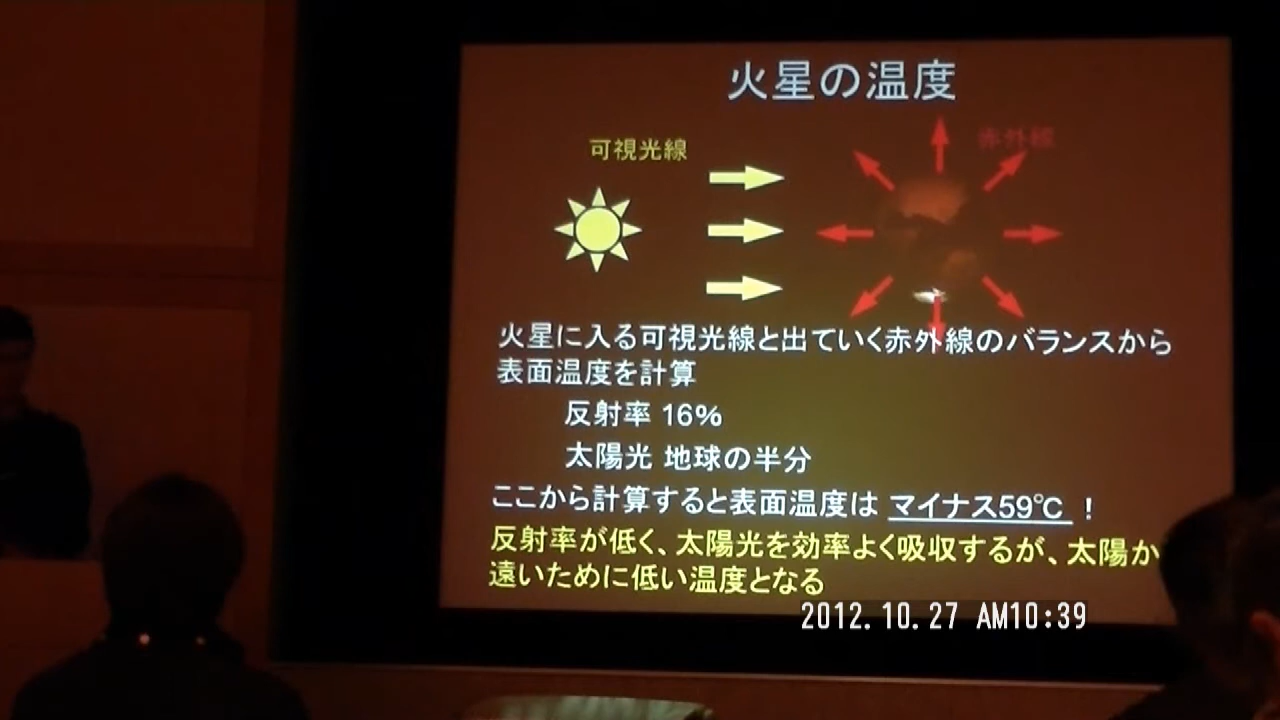 火星の温度
可視光線
赤外線
火星に入る可視光線と出ていく赤外線のバランスから
表面温度を計算
反射率 16%
太陽光 地球の半分
ここから計算すると表面温度は マイナス59℃ !
反射率が低く、太陽光を効率よく吸収するが、太陽か
遠いために低い温度となる
2012.10.27 AM10:39